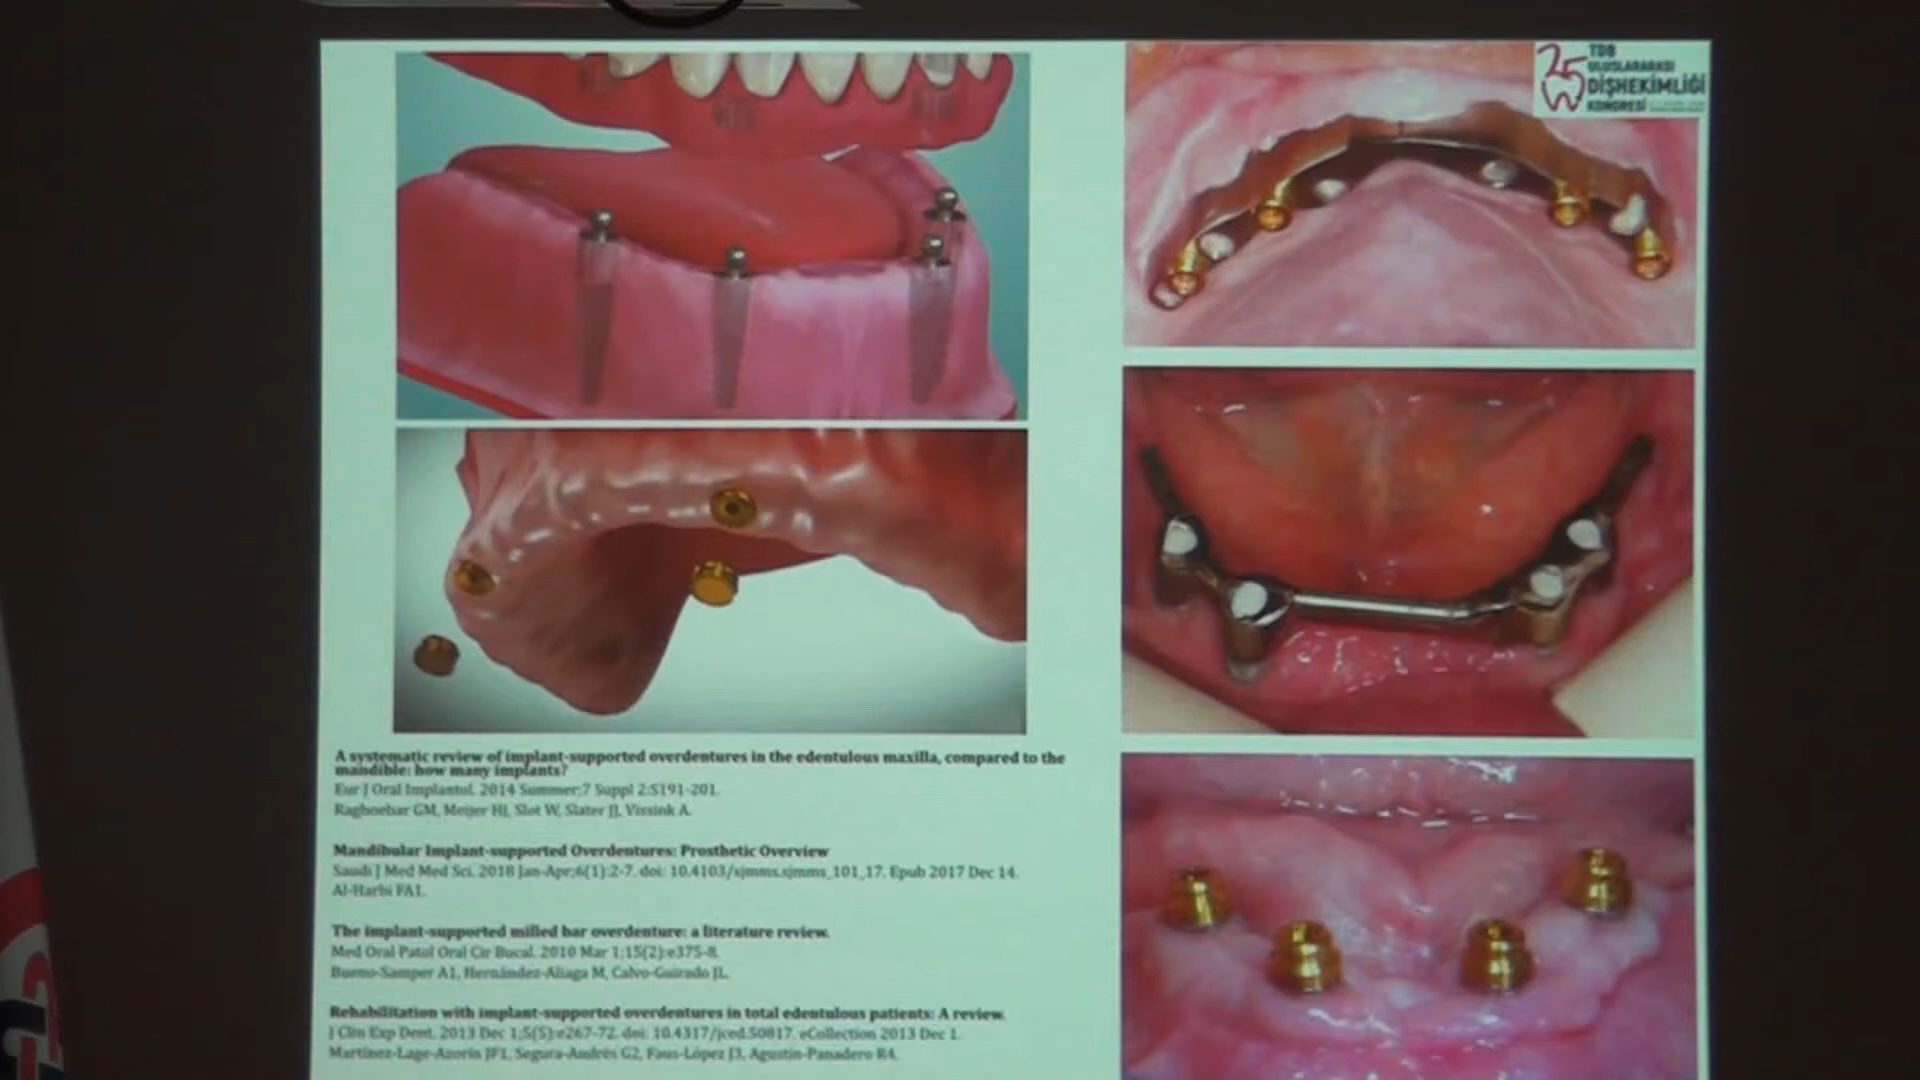 25
TDB
ULUSLARARASI
DİŞHEKİMLİĞİ
KONGRESİ
A systematic review of implant-supported overdentures in the edentulous maxilla, compared to the
mandible: how many implants?
Eur J Oral Implantol. 2014 Summer;7 Suppl 2:S191-201.
Raghoebar GM, Meijer HJ, Slot W, Slater JJ, Vissink A.
Mandibular Implant-supported Overdentures: Prosthetic Overview
Saudi J Med Med Sci. 2018 Jan-Apr;6(1):2-7. doi: 10.4103/sjmms.sjmms_101_17. Epub 2017 Dec 14.
Al-Harbi FA1.
The implant-supported milled bar overdenture: a literature review.
Med Oral Patol Oral Cir Bucal. 2010 Mar 1;15(2):e375-8.
Bueno-Samper A1, Hernández-Aliaga M, Calvo-Guirado JL.
Rehabilitation with implant-supported overdentures in total edentulous patients: A review.
J Clin Exp Dent. 2013 Dec 1;5(5):e267-72. doi: 10.4317/jced.50817. eCollection 2013 Dec 1.
Martínez-Lage-Azorín JF1, Segura-Andrés G2, Faus-López J3, Agustín-Panadero R4.